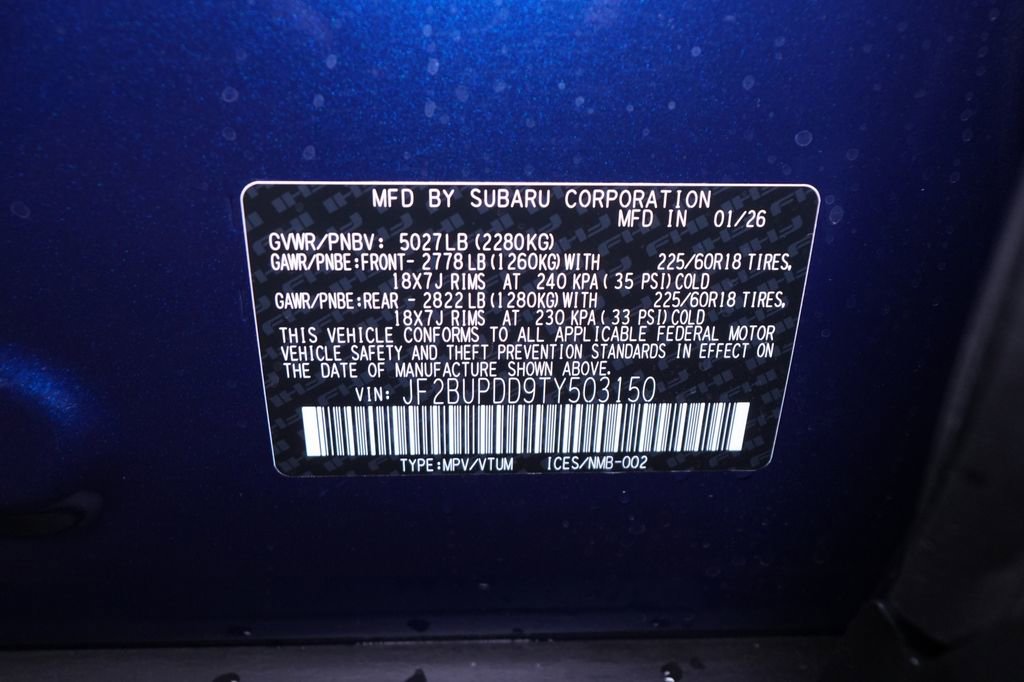 MFD BY SUBARU CORPORATION
MFD IN 01/26
GVWR/PNBV: 5027LB(2280KG)
GAWR/PNBE:FRONT- 2778LB(1260KG)WITH 225/60R18 TIRES,
18X7J RIMS AT 240 KPA( 35 PSI)COLD
GAWR/PNBE:REAR - 2822LB(1280KG)WITH 225/60R18 TIRES,
18X7J RIMS AT 230 KPA( 33 PSI)COLD
THIS VEHICLE CONFORMS TO ALL APPLICABLE FEDERAL MOTOR
VEHICLE SAFETY AND THEFT PREVENTION STANDARDS IN EFFECT ON
THE DATE OF MANUFACTURE SHOWN ABOVE.
VIN: JF2BUPDD9TY503150
TYPE:MPV/VTUM ICES/NMB-002